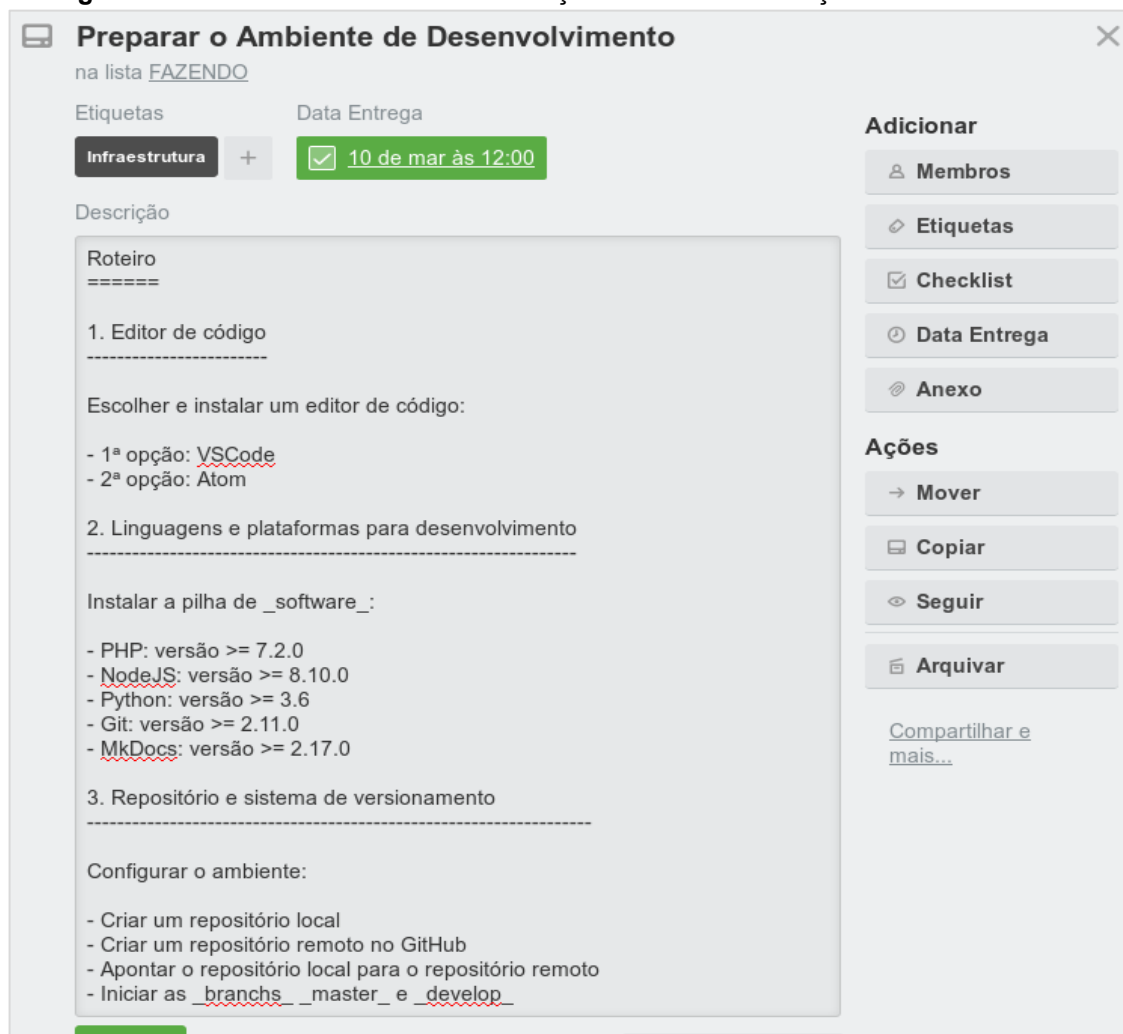 Preparar o Ambiente de Desenvolvimento
na lista FAZENDO
Etiquetas
Data Entrega
Infraestrutura
+
10 de mar às 12:00
Descrição
Roteiro
======
1. Editor de código
------------------------
Escolher e instalar um editor de código:
- 1ª opção: VSCode
- 2ª opção: Atom
2. Linguagens e plataformas para desenvolvimento
-----------------------------------------------------------------
Instalar a pilha de _software_:
- PHP: versão >= 7.2.0
- NodeJS: versão >= 8.10.0
- Python: versão >= 3.6
- Git: versão >= 2.11.0
- MkDocs: versão >= 2.17.0
3. Repositório e sistema de versionamento
-------------------------------------------------------------------
Configurar o ambiente:
- Criar um repositório local
- Criar um repositório remoto no GitHub
- Apontar o repositório local para o repositório remoto
- Iniciar as _branchs_ _master_ e _develop_
Adicionar
Membros
Etiquetas
Checklist
Data Entrega
Anexo
Ações
Mover
Copiar
Seguir
Arquivar
Compartilhar e
mais...